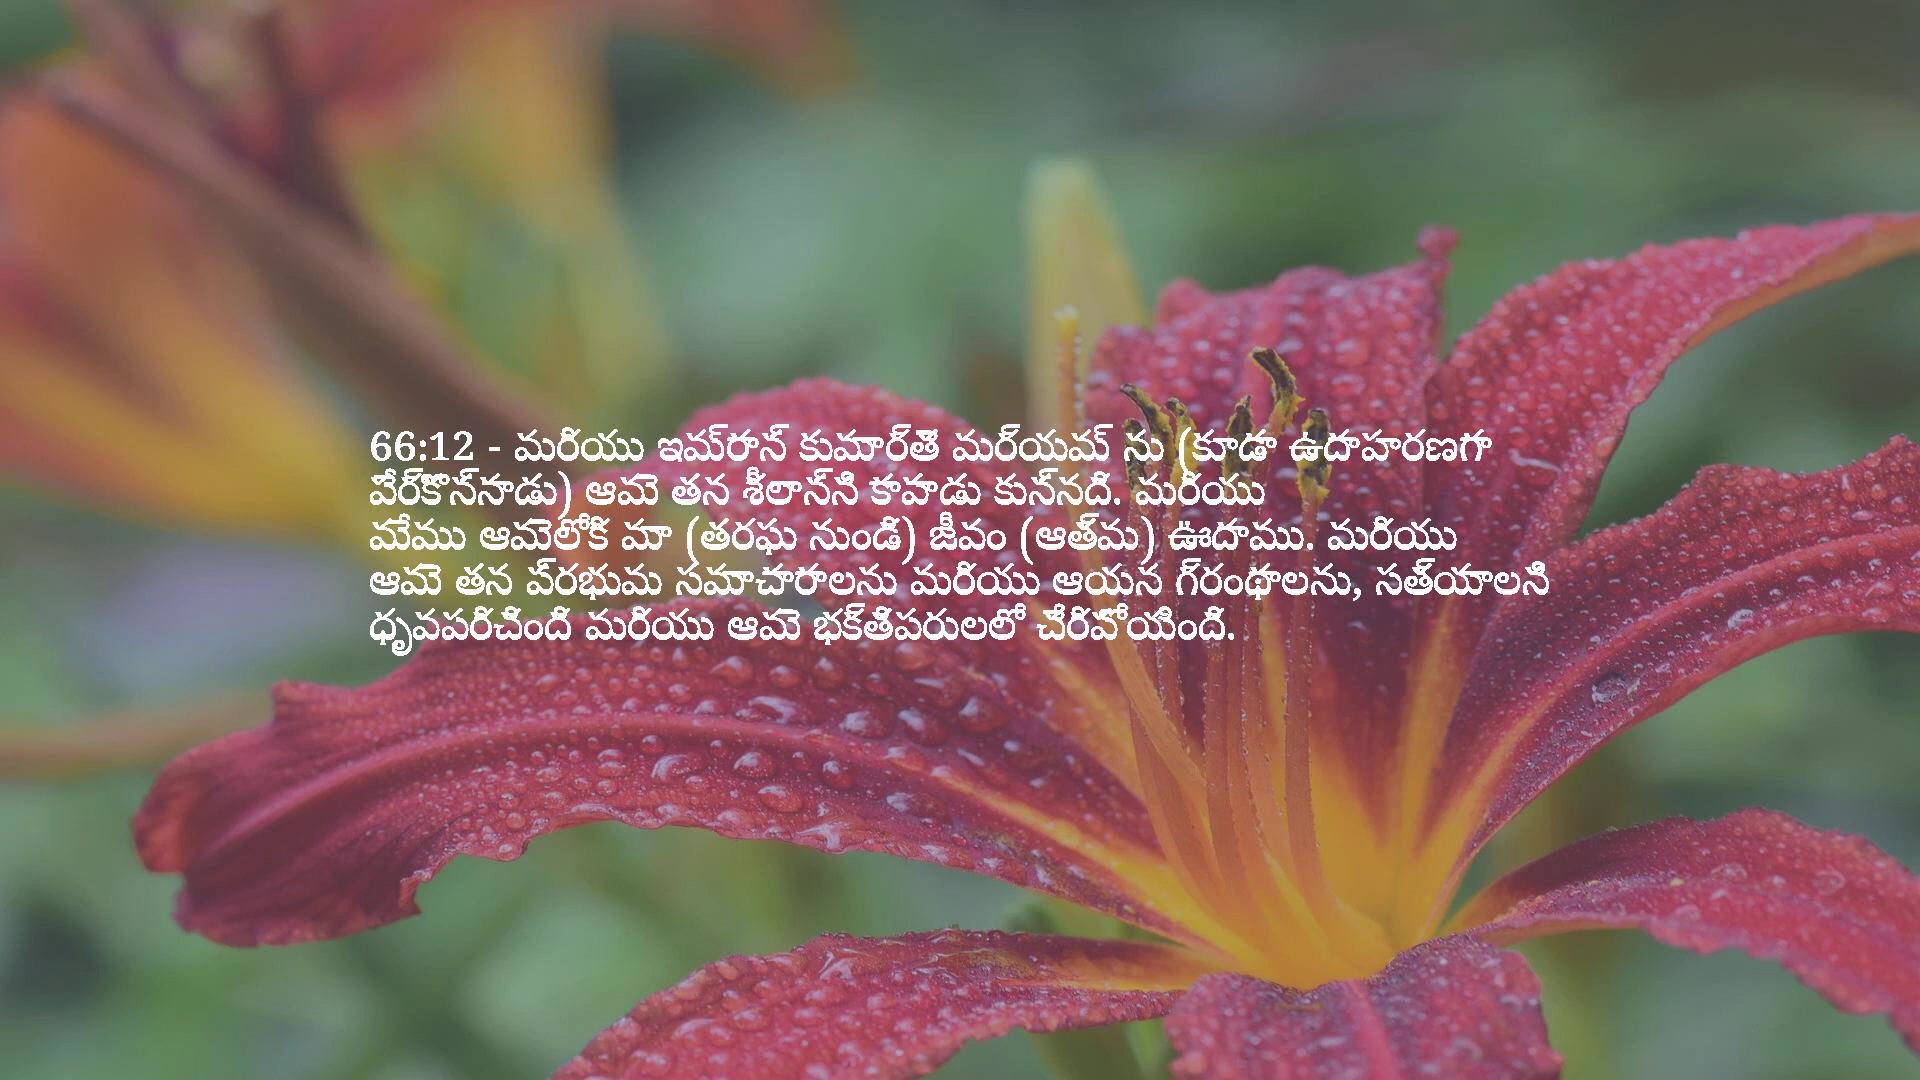 66:12 - మరియు ఇమ్రాన్ కుమార్తె మర్యమ్ ను (కూడా ఉదాహరణగా
పేర్కొన్నాడు) ఆమె తన శీలాన్ని కాపాడు కున్నది. మరియు
మేము ఆమెలోకి మా (తరఫు నుండి) జీవం (ఆత్మ) ఊదాము. మరియు
ఆమె తన ప్రభువు సమాచారాలను మరియు ఆయన గ్రంథాలను, సత్యాలని
ధృవపరిచింది మరియు ఆమె భక్తిపరులలో చేరిపోయింది.